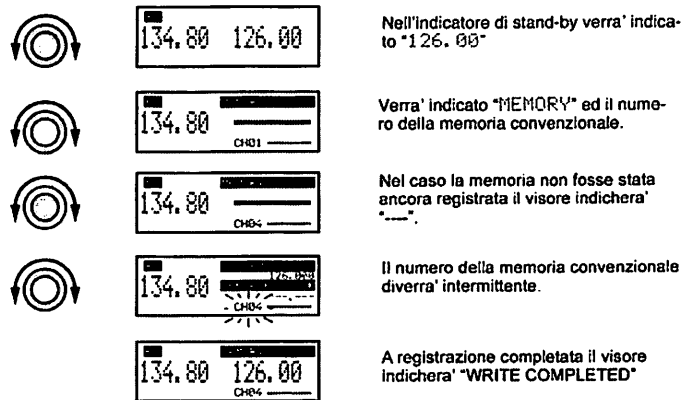 134.80 126.00
Nell'indicatore di stand-by verra' indica-
to "126.00"
134.80
CH01
Verra' indicato "MEMORY" ed il nume-
ro della memoria convenzionale.
134.80
CH04
Nel caso la memoria non fosse stata
ancora registrata il visore indichera'
"----".
134.80
CH04
Il numero della memoria convenzionale
diverra' intermittente.
134.80 126.00
CH04
A registrazione completata il visore
indichera' "WRITE COMPLETED"